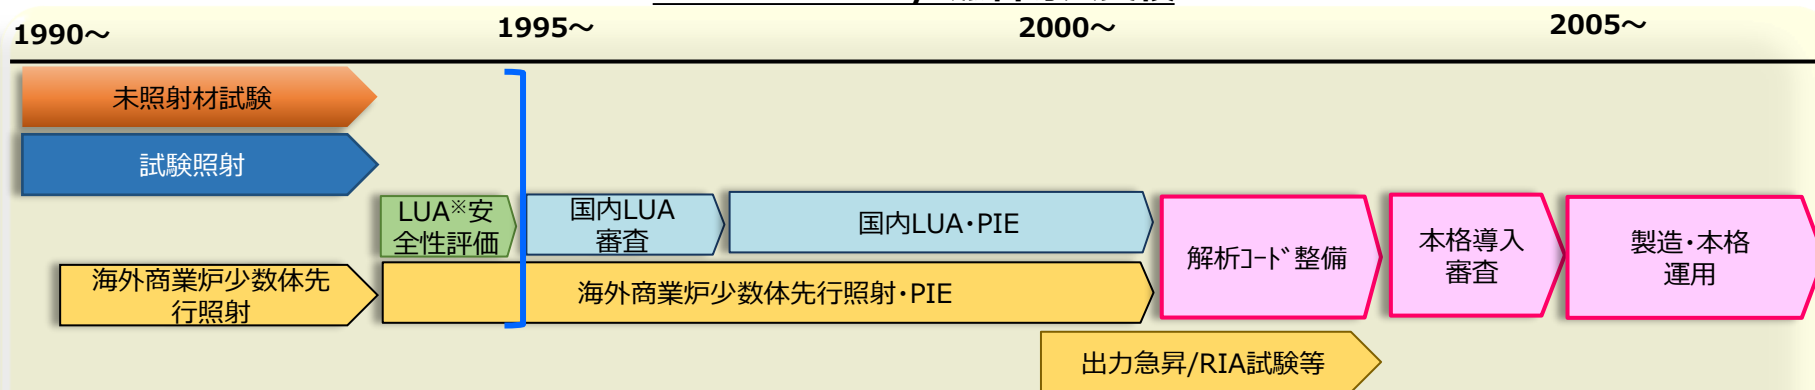 1990～
1995～
2000～
2005～
未照射材試験
試験照射
LUA※安
全性評価
国内LUA
審査
国内LUA・PIE
解析ｺｰﾄﾞ整備
本格導入
審査
製造・本格
運用
海外商業炉少数体先
行照射
海外商業炉少数体先行照射・PIE
出力急昇/RIA試験等